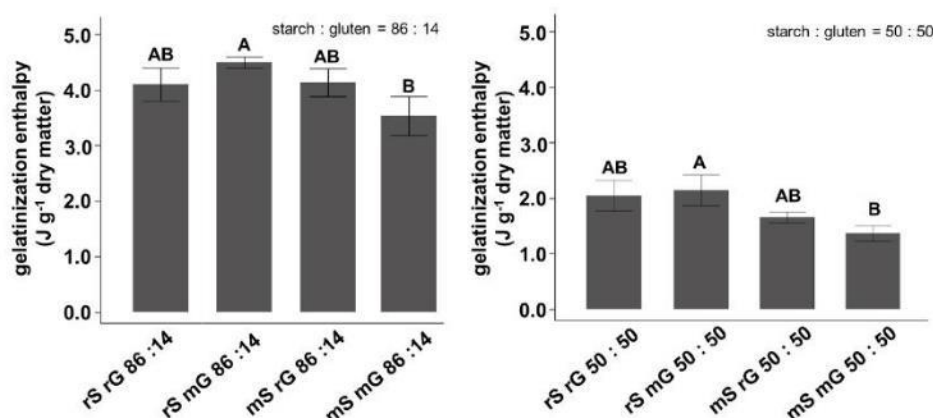 starch : gluten = 86 : 14
gelatinization enthalpy
(J g⁻¹ dry matter)
5.0
4.0
3.0
2.0
1.0
0.0
AB
A
AB
B
rS rG 86 :14
rS mG 86 :14
mS rG 86 :14
mS mG 86 :14
starch : gluten = 50 : 50
gelatinization enthalpy
(J g⁻¹ dry matter)
5.0
4.0
3.0
2.0
1.0
0.0
AB
A
AB
B
rS rG 50 : 50
rS mG 50 : 50
mS rG 50 : 50
mS mG 50 : 50